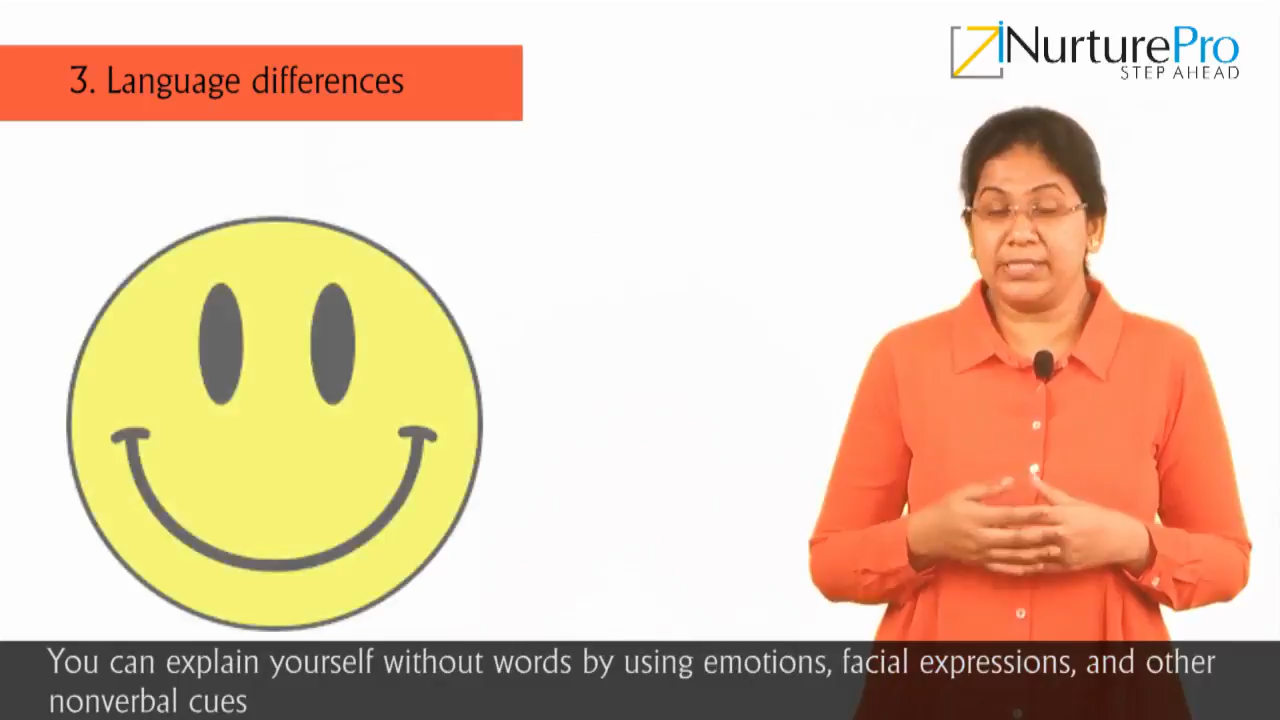 3. Language differences
iNurturePro
STEP AHEAD
You can explain yourself without words by using emotions, facial expressions, and other
nonverbal cues